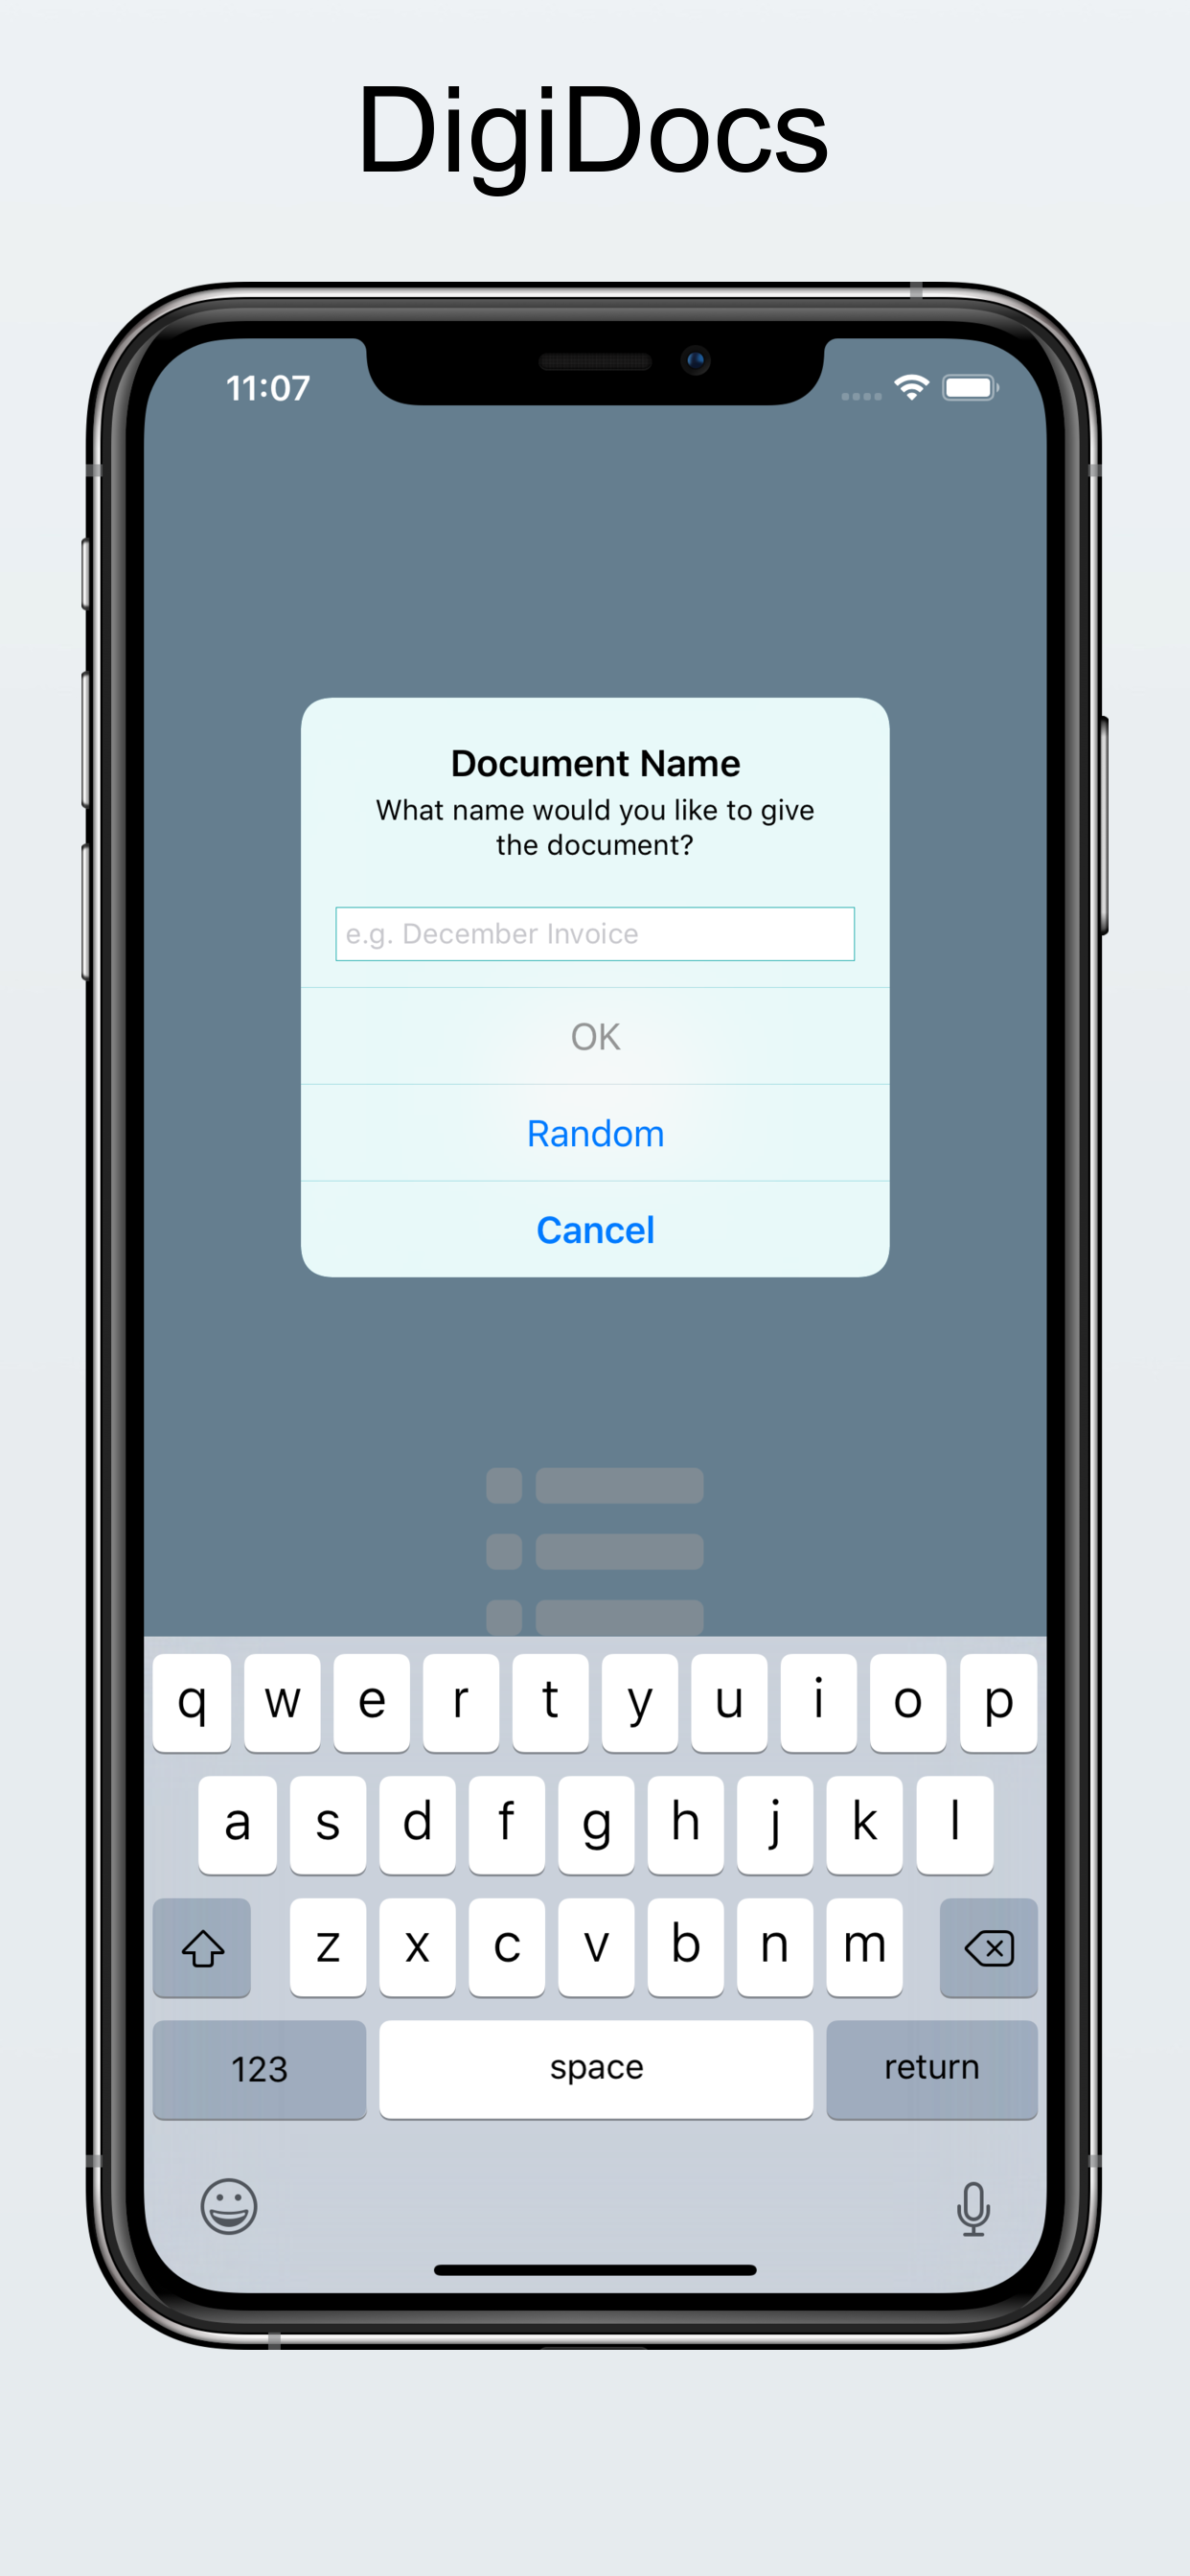 DigiDocs
11:07
Document Name
What name would you like to give
the document?
e.g. December Invoice
OK
Random
Cancel
q w e r t y u i o p
a s d f g h j k l
z x c v b n m
123 space return